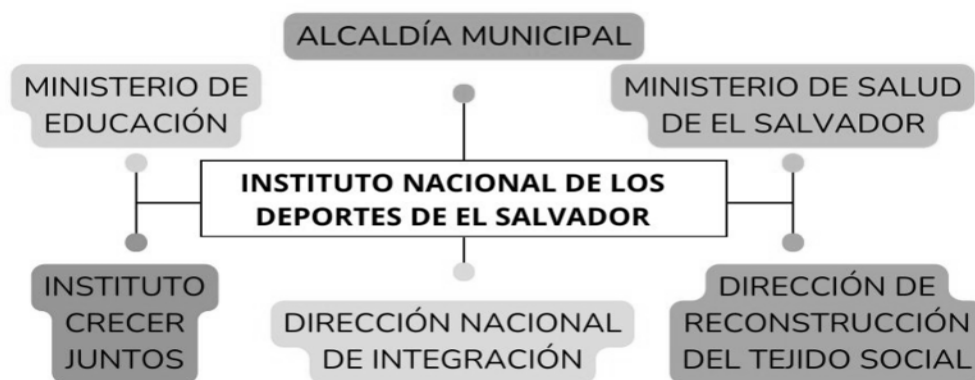 ALCALDÍA MUNICIPAL
MINISTERIO DE
EDUCACIÓN
MINISTERIO DE SALUD
DE EL SALVADOR
INSTITUTO NACIONAL DE LOS
DEPORTES DE EL SALVADOR
INSTITUTO
CRECER
JUNTOS
DIRECCIÓN NACIONAL
DE INTEGRACIÓN
DIRECCIÓN DE
RECONSTRUCCIÓN
DEL TEJIDO SOCIAL